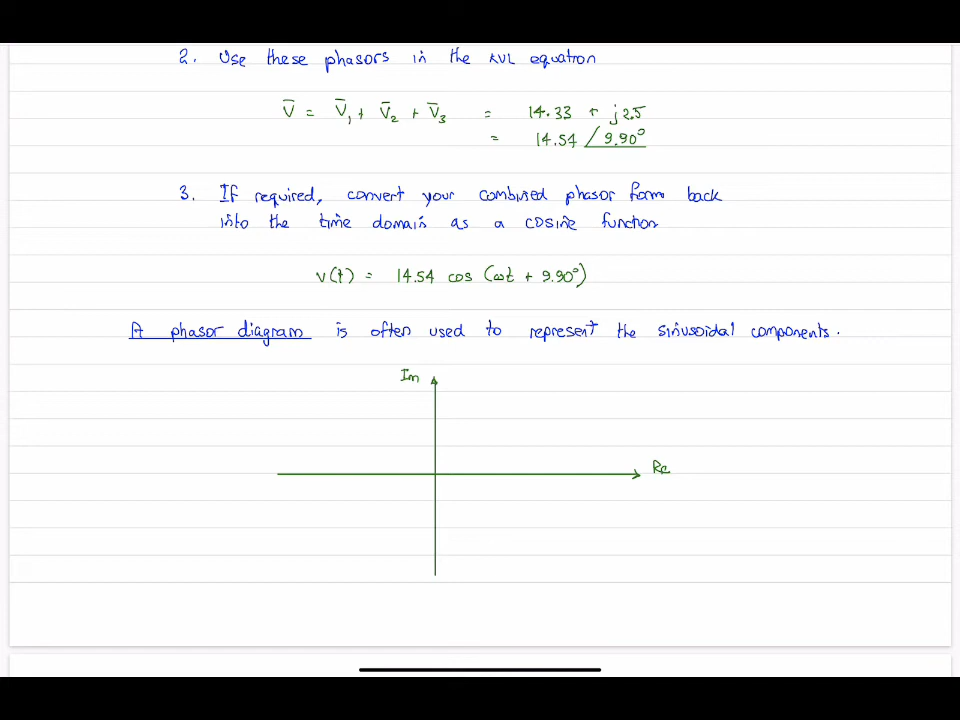 2. Use these phasors in the KVL equation
V̄ = V̄₁ + V̄₂ + V̄₃ = 14.33 + j2.5
= 14.54 ∠9.90°
3. If required, convert your combined phasor form back
into the time domain as a cosine function
v(t) = 14.54 cos (ωt + 9.90°)
A phasor diagram is often used to represent the sinusoidal components.
Im
Re